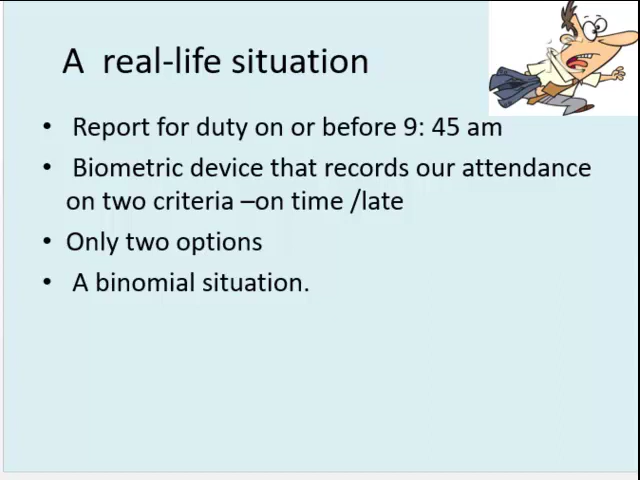 A  real-life situation
• Report for duty on or before 9: 45 am
• Biometric device that records our attendance
on two criteria –on time /late
• Only two options
• A binomial situation.